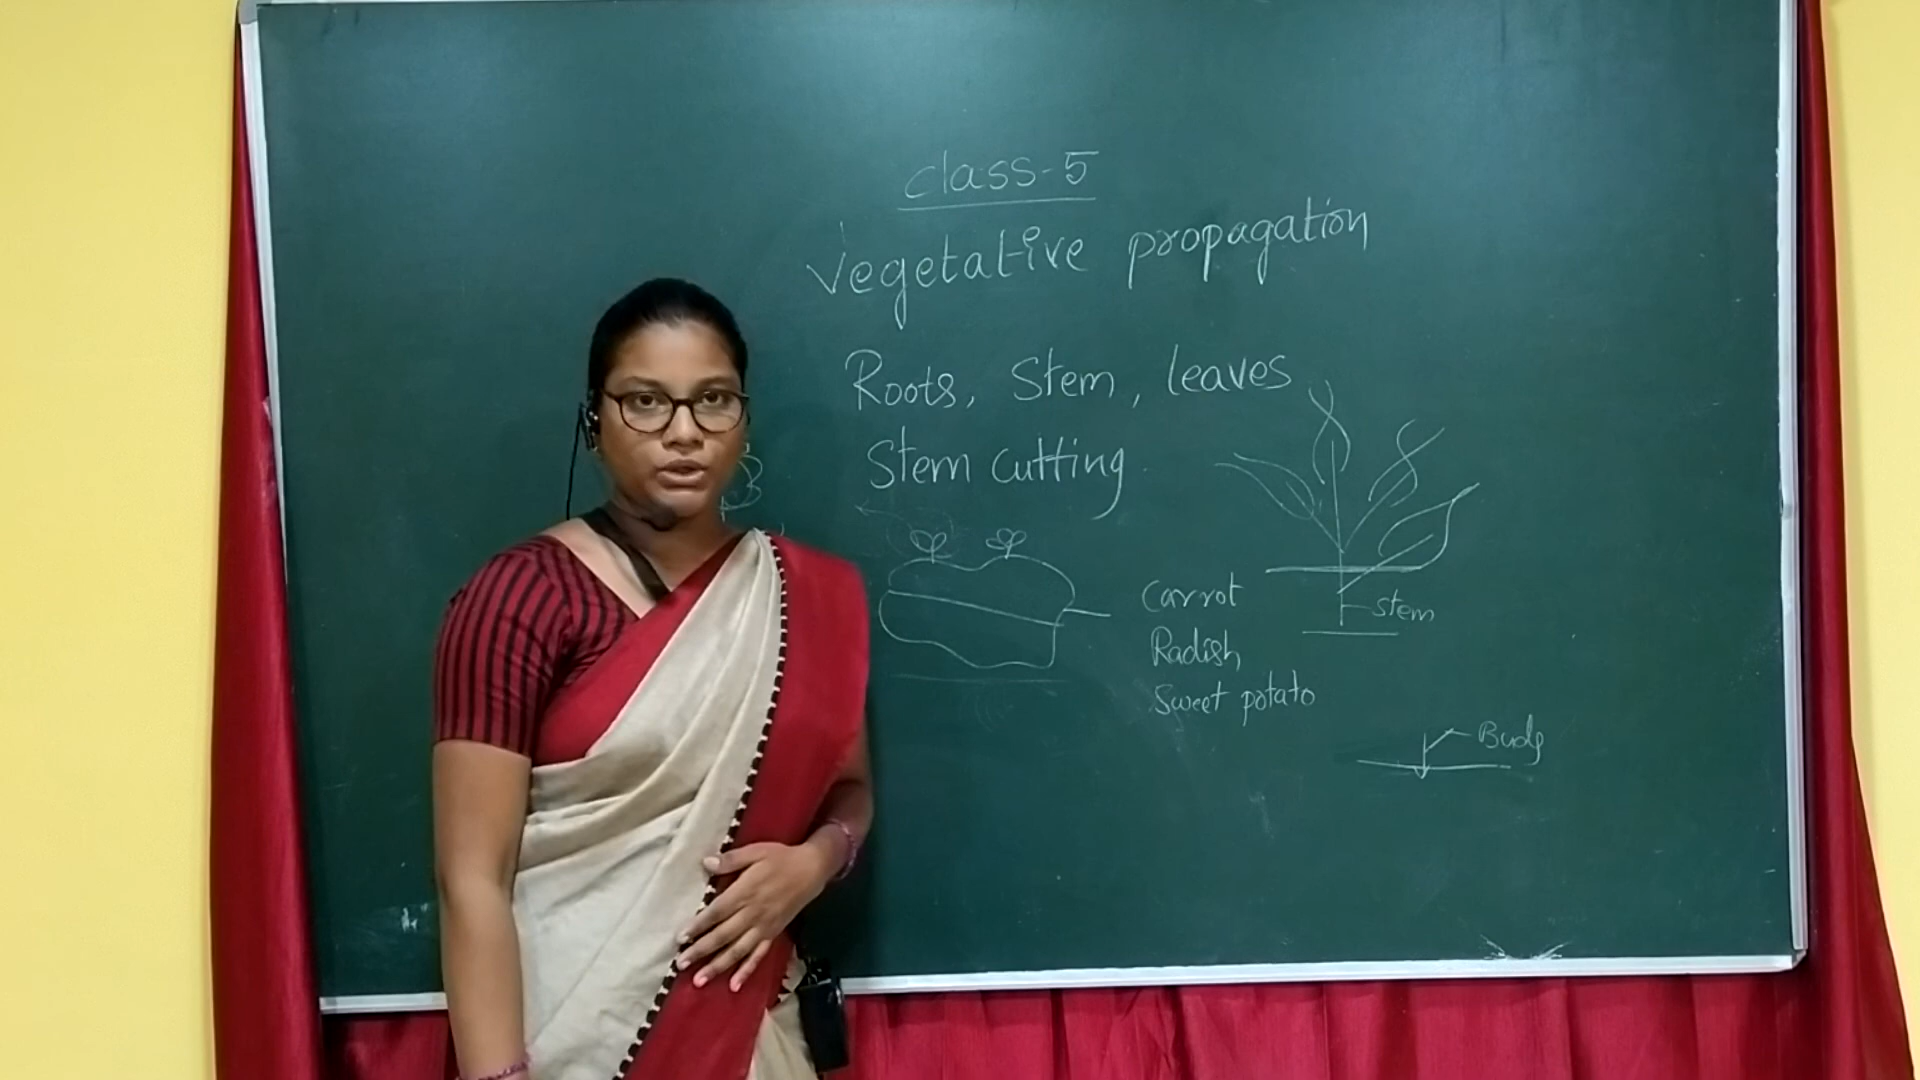 class-5
Vegetative propagation
Roots, Stem, leaves
Stem cutting
Carrot
Radish
Sweet potato
stem
Buds